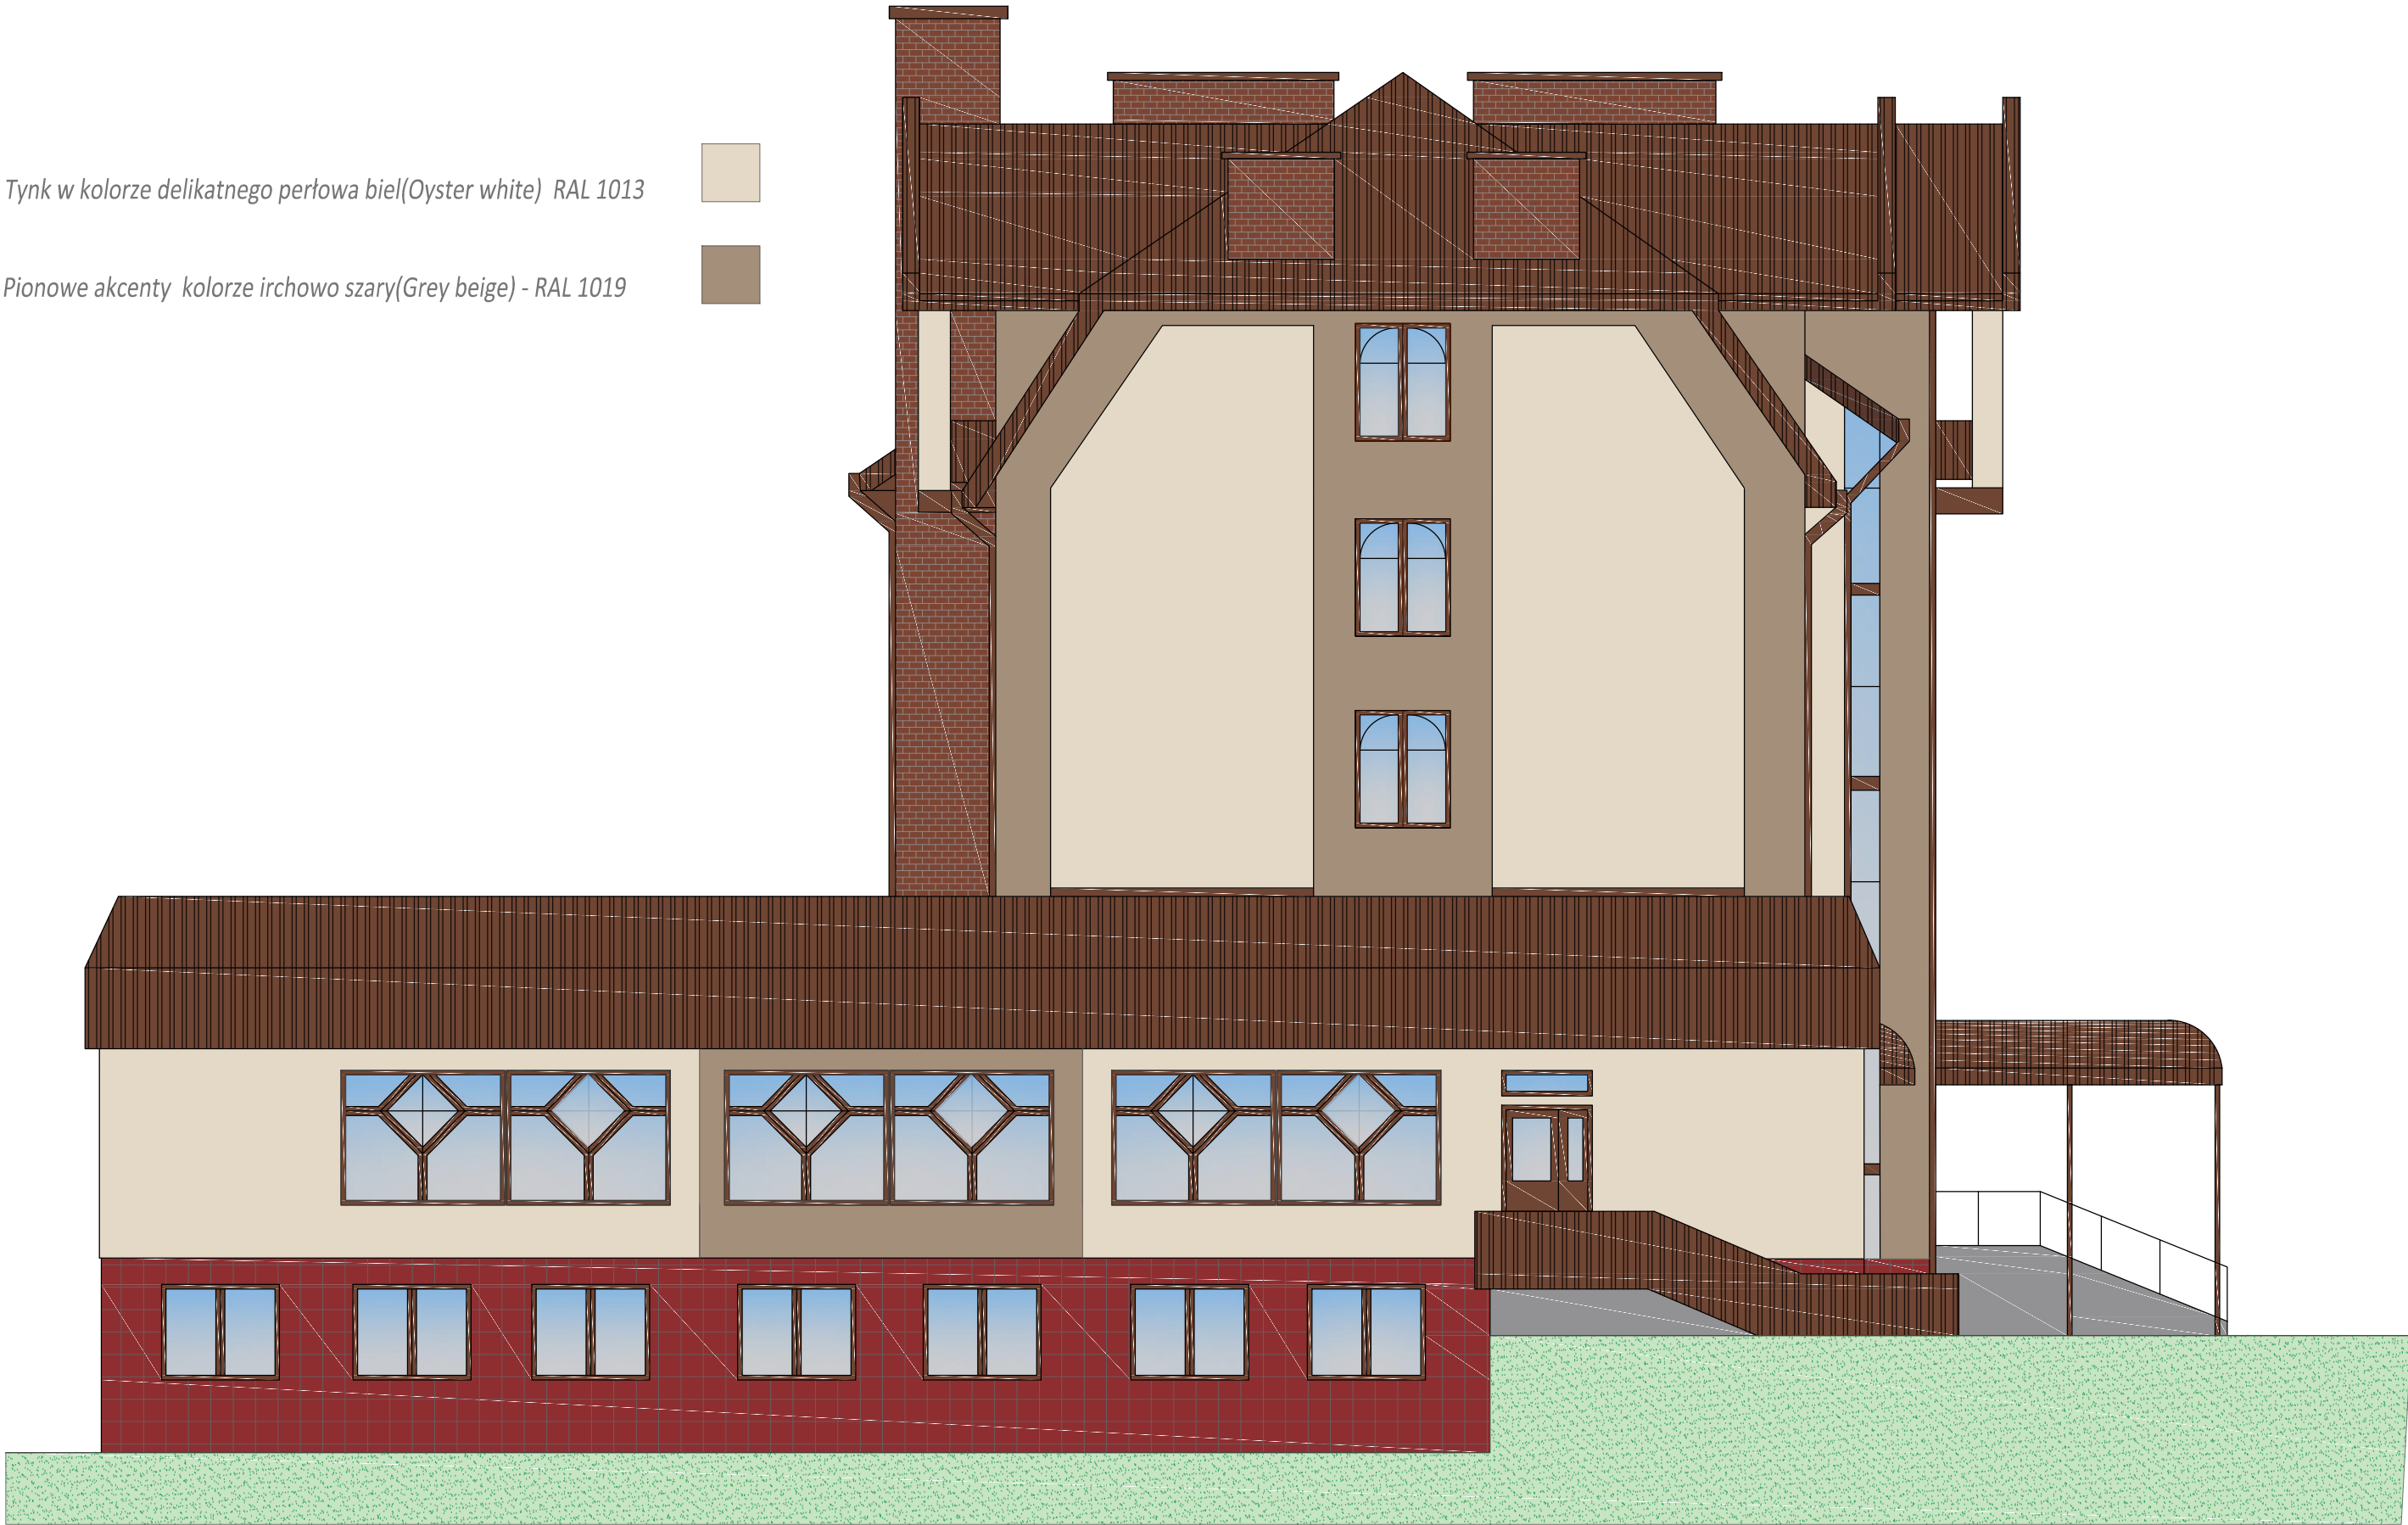 Tynk w kolorze delikatnego perłowa biel(Oyster white) RAL 1013
Pionowe akcenty kolorze irchowo szary(Grey beige) - RAL 1019